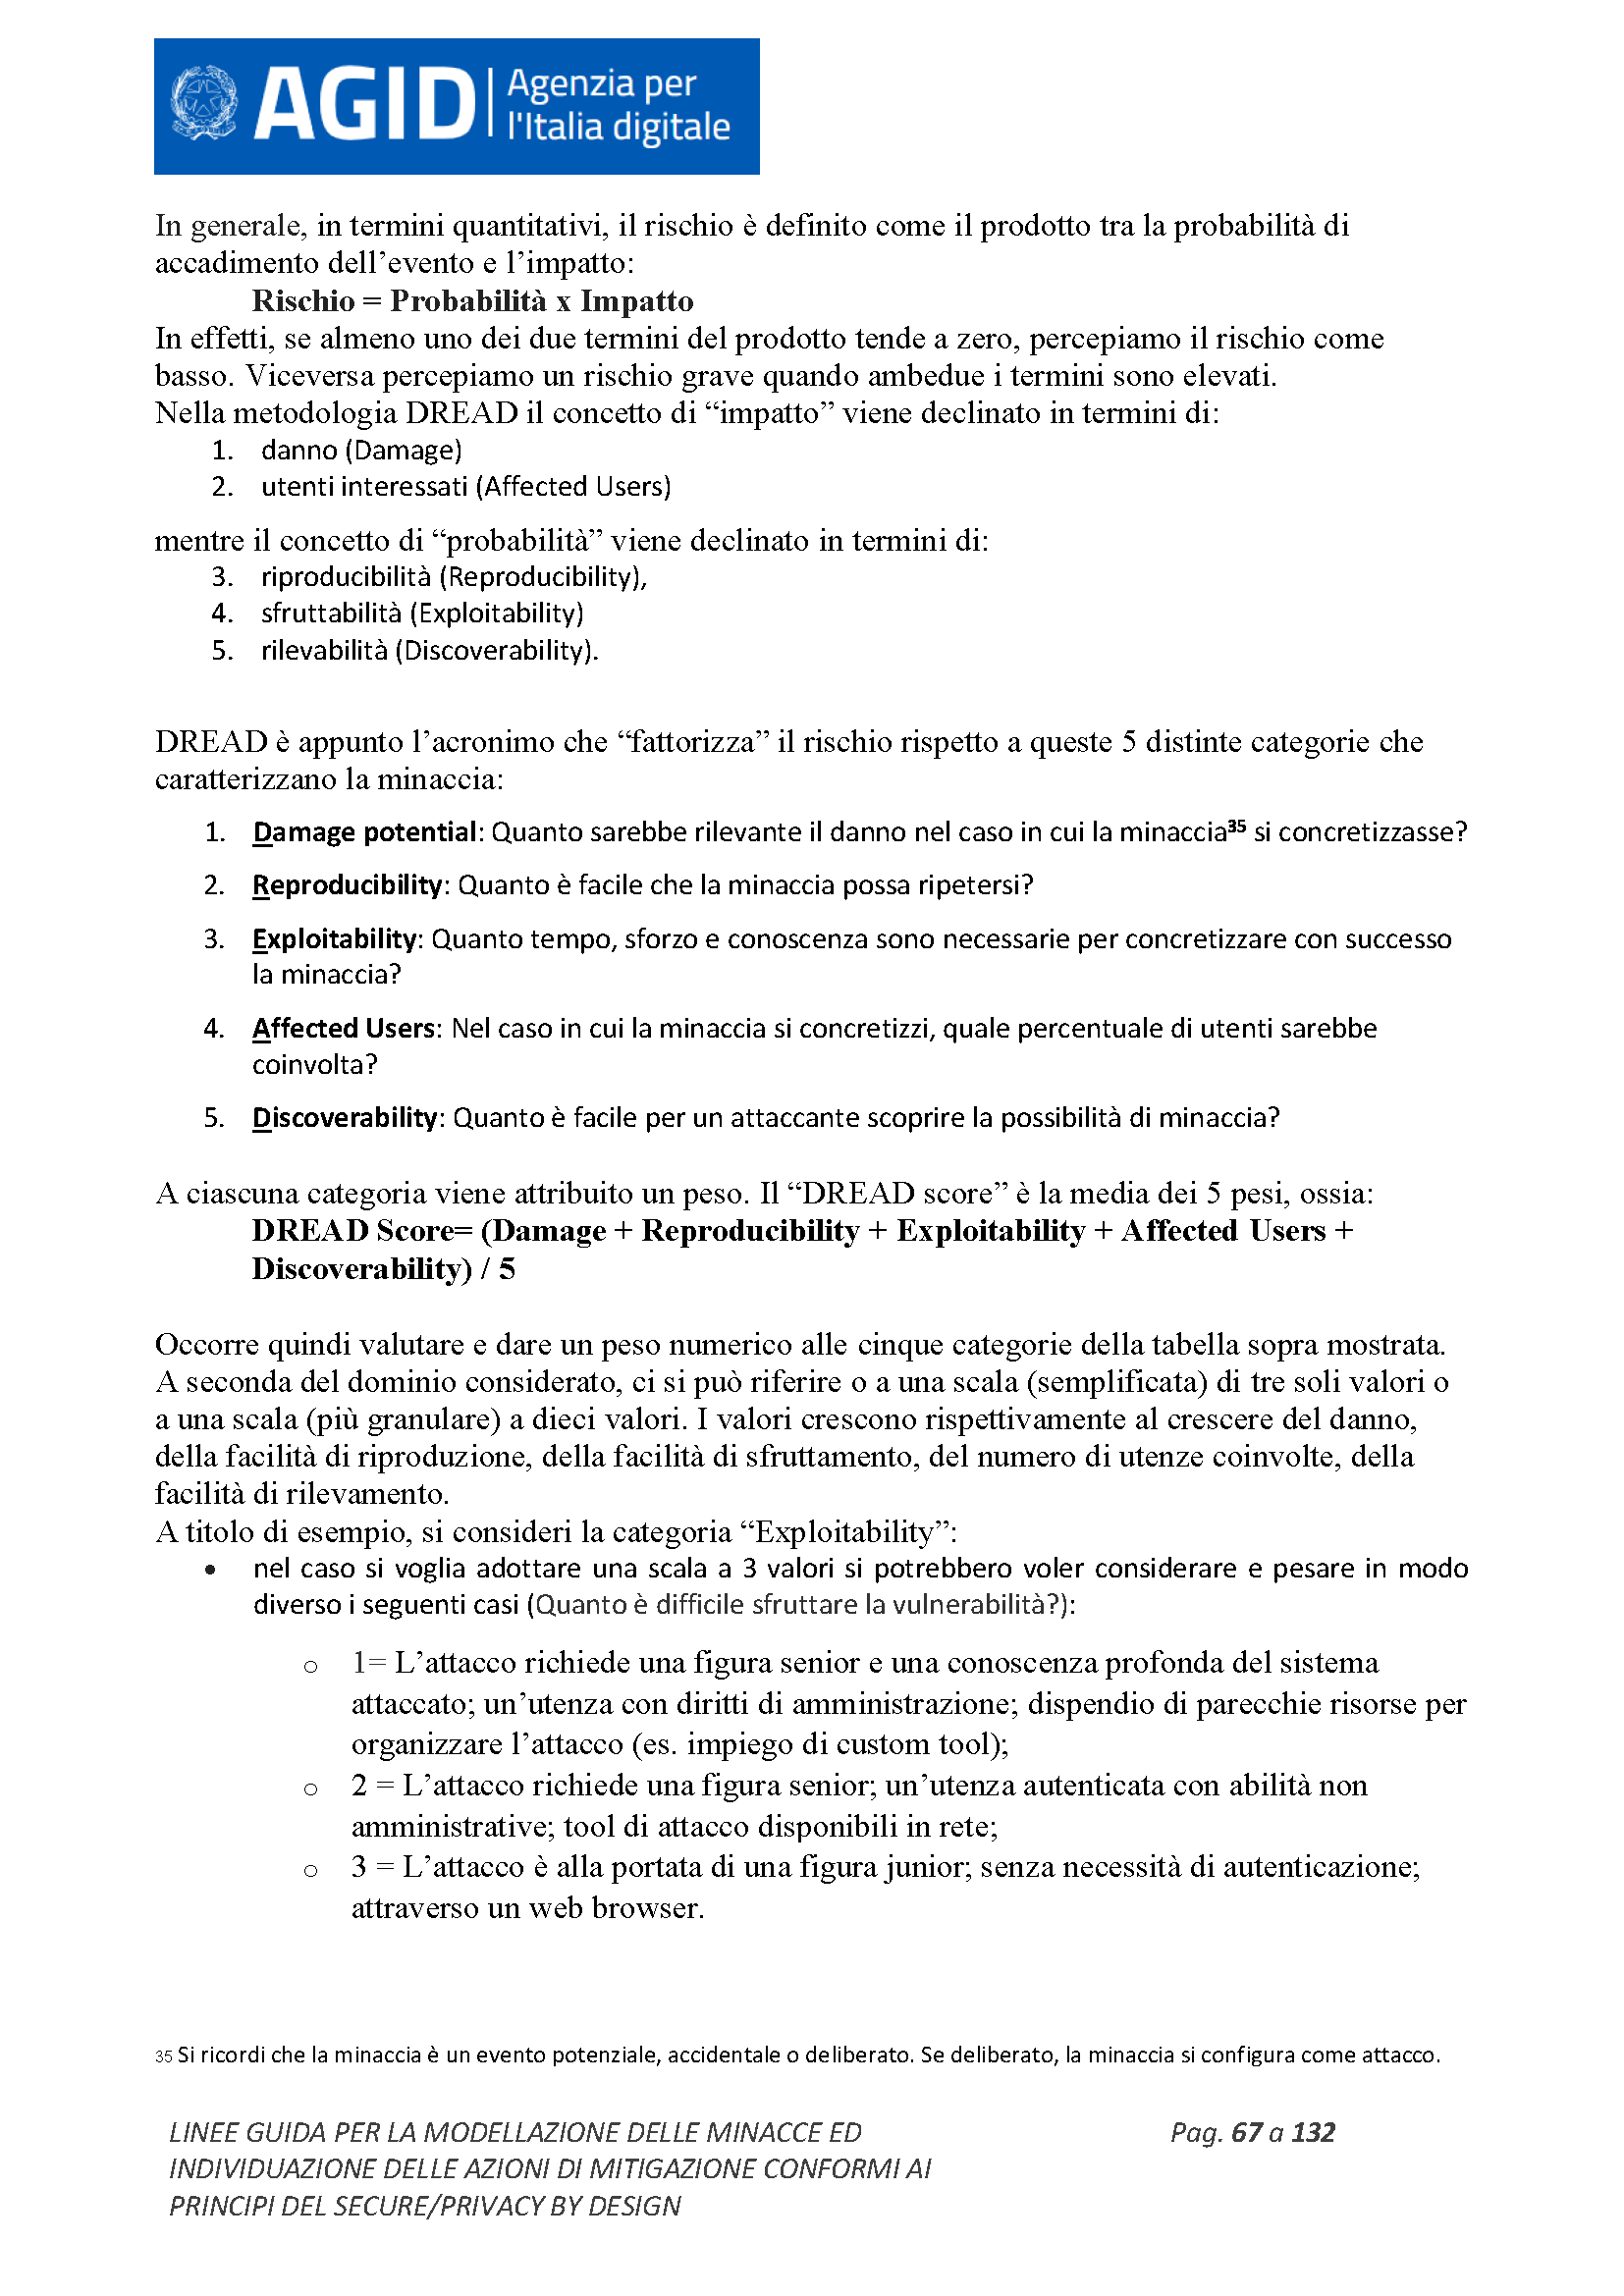 AGID
Agenzia per
l'Italia digitale
In generale, in termini quantitativi, il rischio è definito come il prodotto tra la probabilità di
accadimento dell’evento e l’impatto:
Rischio = Probabilità x Impatto
In effetti, se almeno uno dei due termini del prodotto tende a zero, percepiamo il rischio come
basso. Viceversa percepiamo un rischio grave quando ambedue i termini sono elevati.
Nella metodologia DREAD il concetto di “impatto” viene declinato in termini di:
1. danno (Damage)
2. utenti interessati (Affected Users)
mentre il concetto di “probabilità” viene declinato in termini di:
3. riproducibilità (Reproducibility),
4. sfruttabilità (Exploitability)
5. rilevabilità (Discoverability).
DREAD è appunto l’acronimo che “fattorizza” il rischio rispetto a queste 5 distinte categorie che
caratterizzano la minaccia:
1. Damage potential: Quanto sarebbe rilevante il danno nel caso in cui la minaccia35 si concretizzasse?
2. Reproducibility: Quanto è facile che la minaccia possa ripetersi?
3. Exploitability: Quanto tempo, sforzo e conoscenza sono necessarie per concretizzare con successo
la minaccia?
4. Affected Users: Nel caso in cui la minaccia si concretizzi, quale percentuale di utenti sarebbe
coinvolta?
5. Discoverability: Quanto è facile per un attaccante scoprire la possibilità di minaccia?
A ciascuna categoria viene attribuito un peso. Il “DREAD score” è la media dei 5 pesi, ossia:
DREAD Score= (Damage + Reproducibility + Exploitability + Affected Users +
Discoverability) / 5
Occorre quindi valutare e dare un peso numerico alle cinque categorie della tabella sopra mostrata.
A seconda del dominio considerato, ci si può riferire o a una scala (semplificata) di tre soli valori o
a una scala (più granulare) a dieci valori. I valori crescono rispettivamente al crescere del danno,
della facilità di riproduzione, della facilità di sfruttamento, del numero di utenze coinvolte, della
facilità di rilevamento.
A titolo di esempio, si consideri la categoria “Exploitability”:
• nel caso si voglia adottare una scala a 3 valori si potrebbero voler considerare e pesare in modo
diverso i seguenti casi (Quanto è difficile sfruttare la vulnerabilità?):
o 1= L’attacco richiede una figura senior e una conoscenza profonda del sistema
attaccato; un’utenza con diritti di amministrazione; dispendio di parecchie risorse per
organizzare l’attacco (es. impiego di custom tool);
o 2 = L’attacco richiede una figura senior; un’utenza autenticata con abilità non
amministrative; tool di attacco disponibili in rete;
o 3 = L’attacco è alla portata di una figura junior; senza necessità di autenticazione;
attraverso un web browser.
35 Si ricordi che la minaccia è un evento potenziale, accidentale o deliberato. Se deliberato, la minaccia si configura come attacco.
LINEE GUIDA PER LA MODELLAZIONE DELLE MINACCE ED
INDIVIDUAZIONE DELLE AZIONI DI MITIGAZIONE CONFORMI AI
PRINCIPI DEL SECURE/PRIVACY BY DESIGN
Pag. 67 a 132